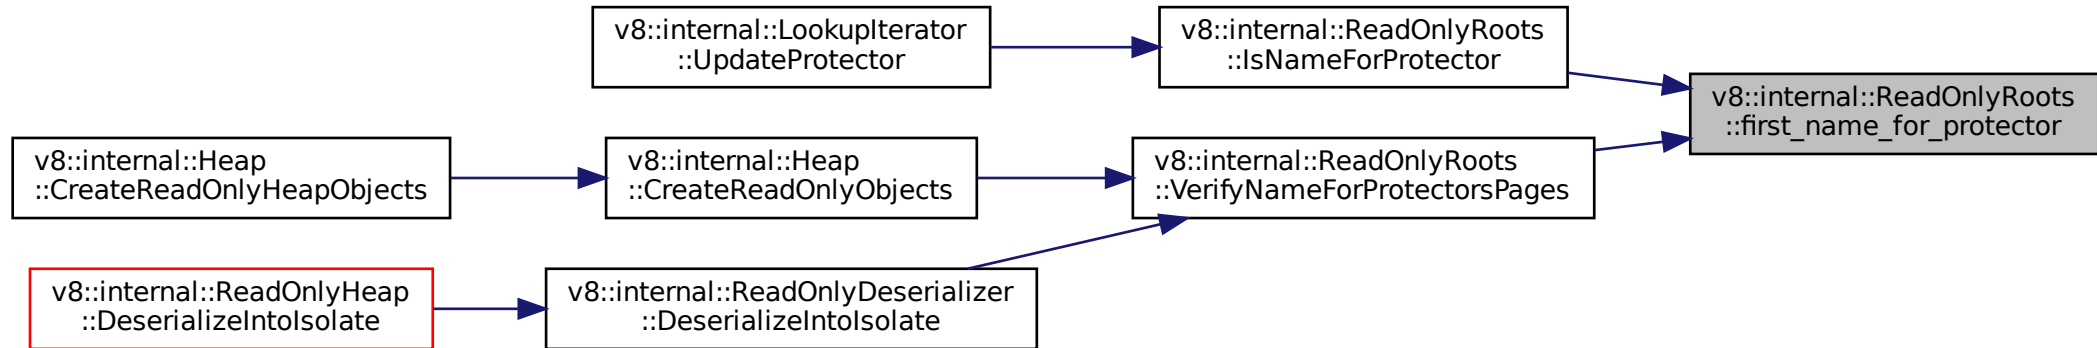 v8::internal::LookupIterator
::UpdateProtector
v8::internal::ReadOnlyRoots
::IsNameForProtector
v8::internal::ReadOnlyRoots
::first_name_for_protector
v8::internal::Heap
::CreateReadOnlyHeapObjects
v8::internal::Heap
::CreateReadOnlyObjects
v8::internal::ReadOnlyRoots
::VerifyNameForProtectorsPages
v8::internal::ReadOnlyHeap
::DeserializeIntoIsolate
v8::internal::ReadOnlyDeserializer
::DeserializeIntoIsolate